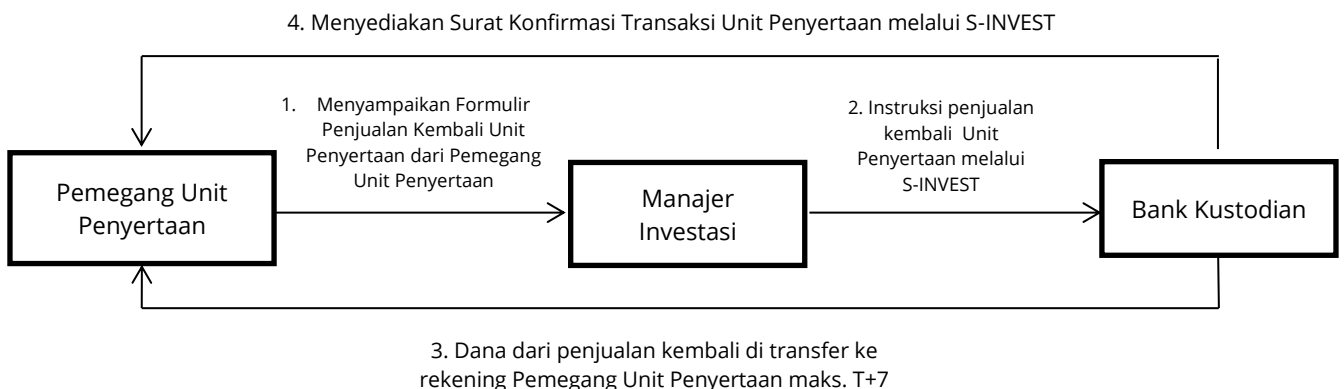 4. Menyediakan Surat Konfirmasi Transaksi Unit Penyertaan melalui S-INVEST
1. Menyampaikan Formulir
Penjualan Kembali Unit
Penyertaan dari Pemegang
Unit Penyertaan
2. Instruksi penjualan
kembali Unit
Penyertaan melalui
S-INVEST
Pemegang Unit
Penyertaan
Manajer
Investasi
Bank Kustodian
3. Dana dari penjualan kembali di transfer ke
rekening Pemegang Unit Penyertaan maks. T+7